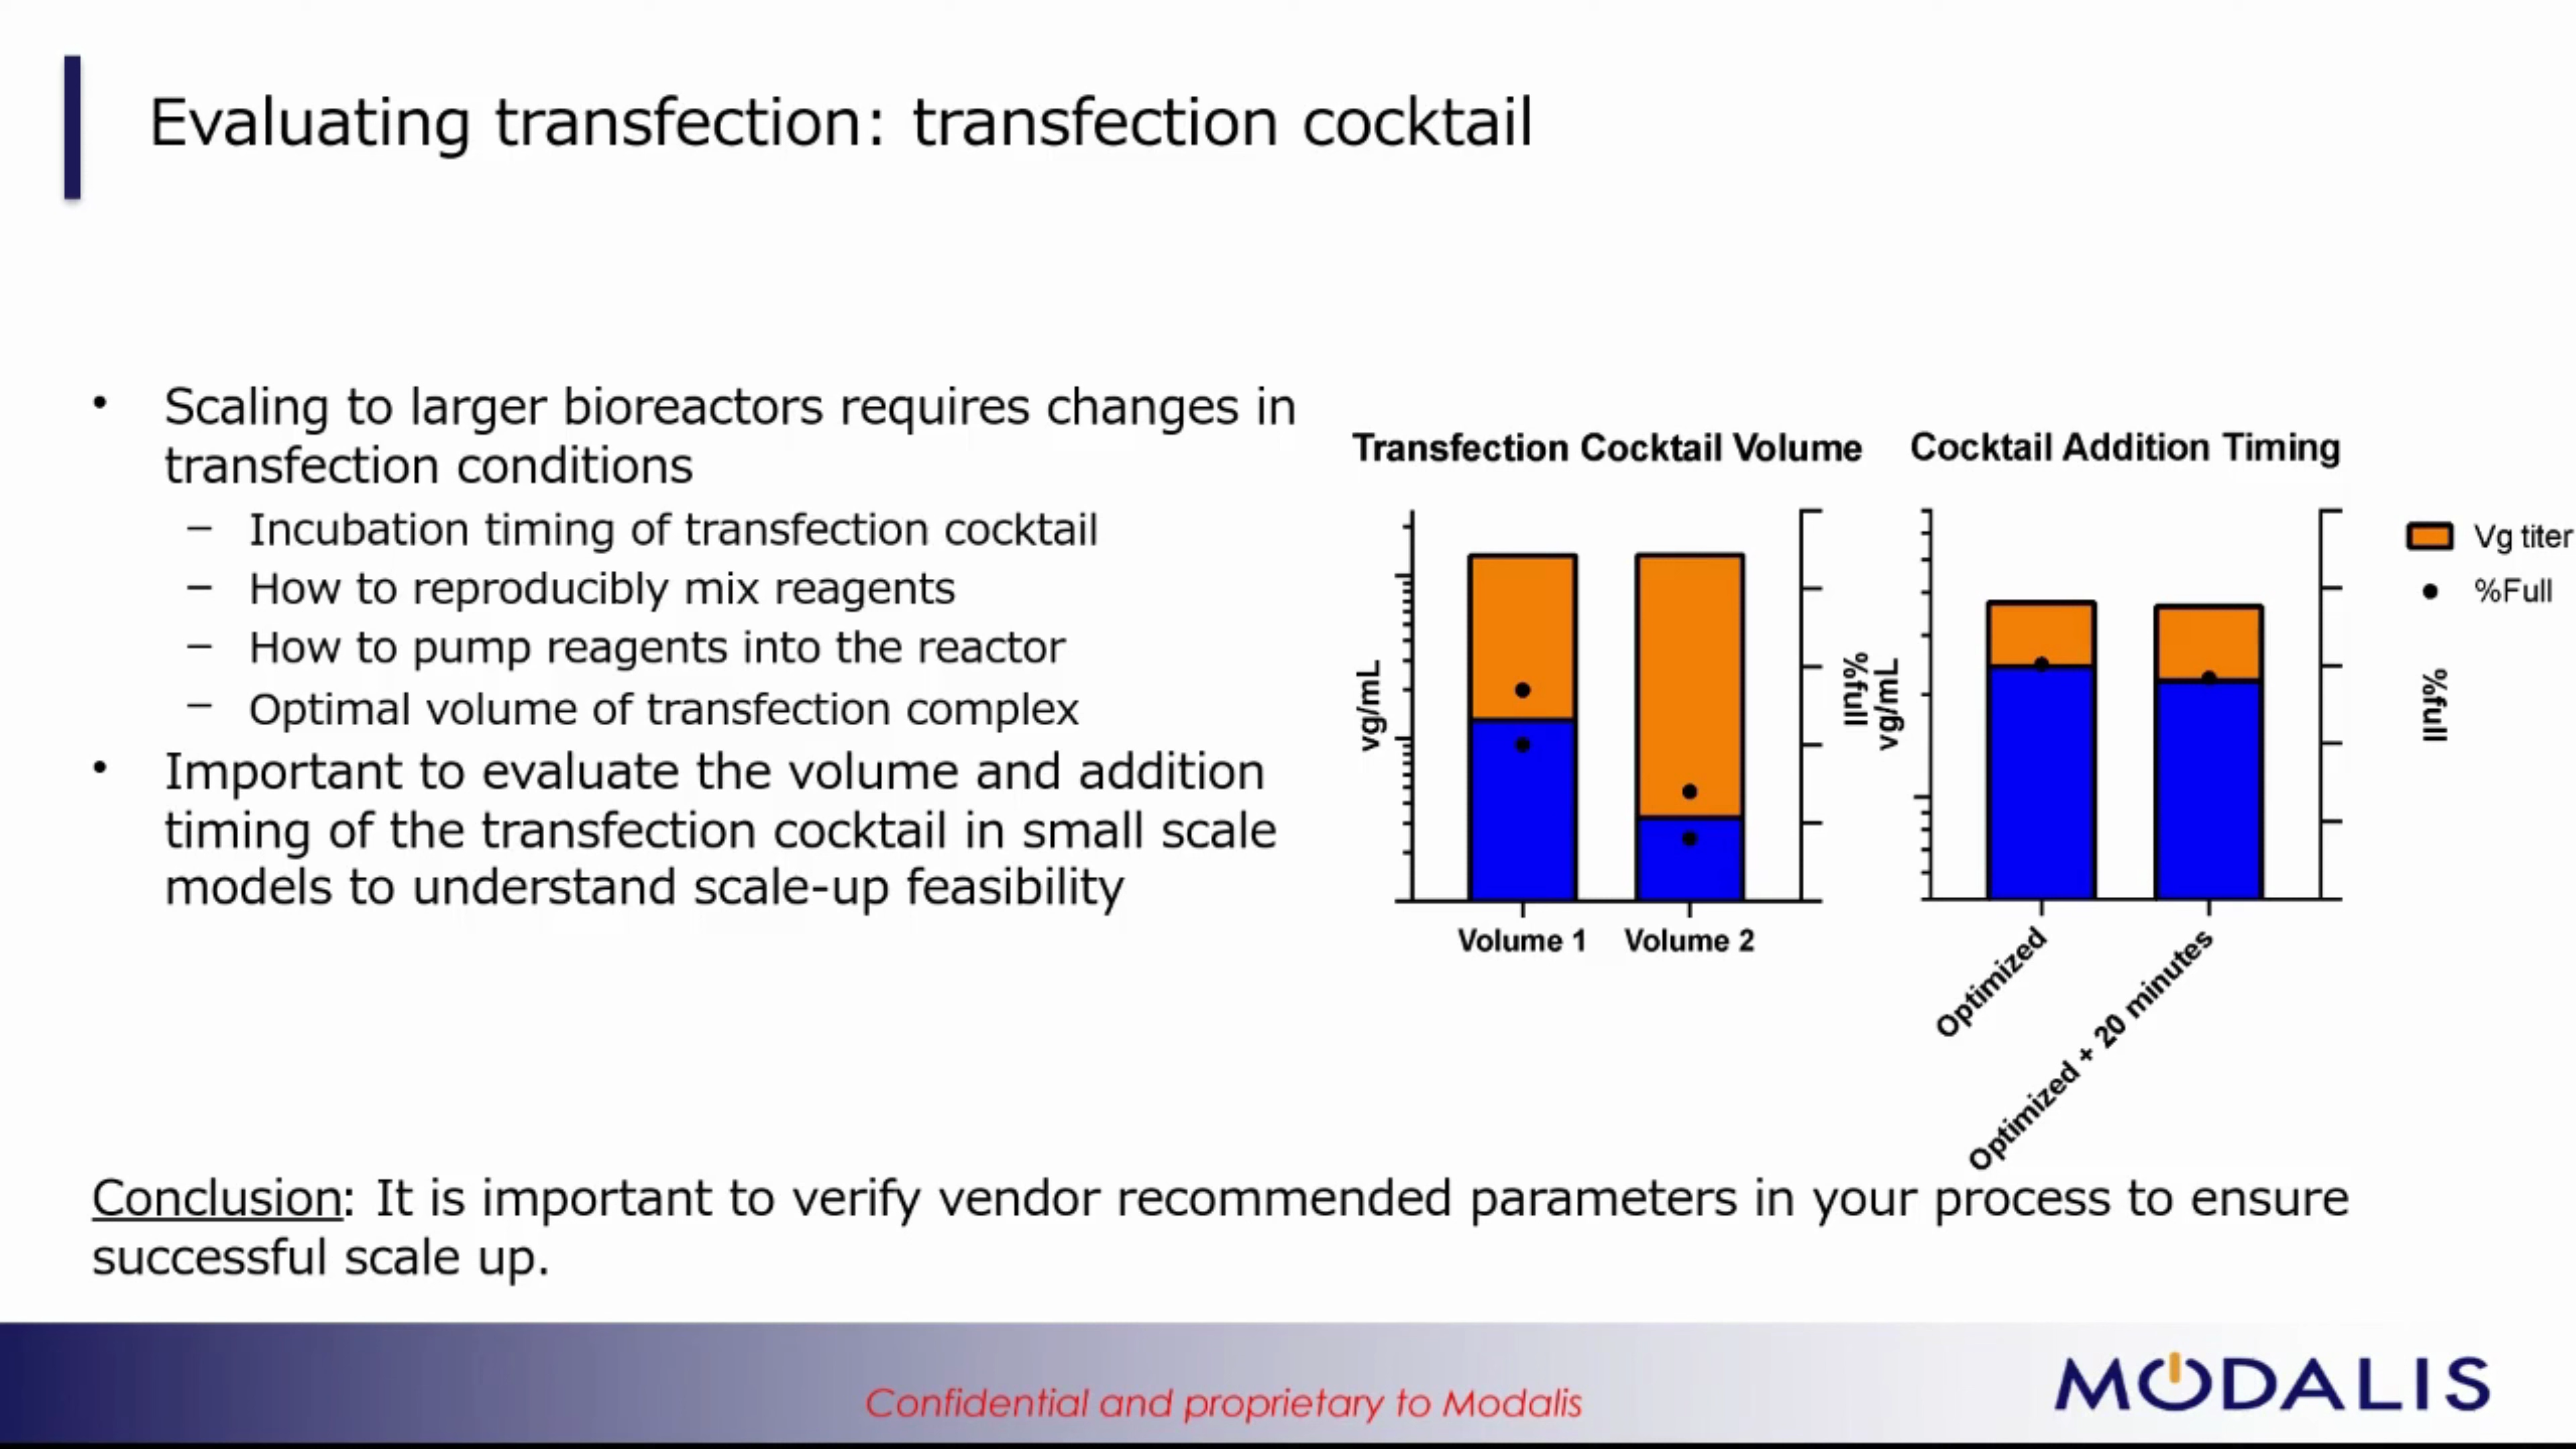 Evaluating transfection: transfection cocktail
• Scaling to larger bioreactors requires changes in
transfection conditions
– Incubation timing of transfection cocktail
– How to reproducibly mix reagents
– How to pump reagents into the reactor
– Optimal volume of transfection complex
• Important to evaluate the volume and addition
timing of the transfection cocktail in small scale
models to understand scale-up feasibility
Transfection Cocktail Volume
vg/mL
%full
Volume 1
Volume 2
Cocktail Addition Timing
vg/mL
%full
Optimized
Optimized + 20 minutes
Vg titer
%Full
Conclusion: It is important to verify vendor recommended parameters in your process to ensure
successful scale up.
Confidential and proprietary to Modalis
MODALIS